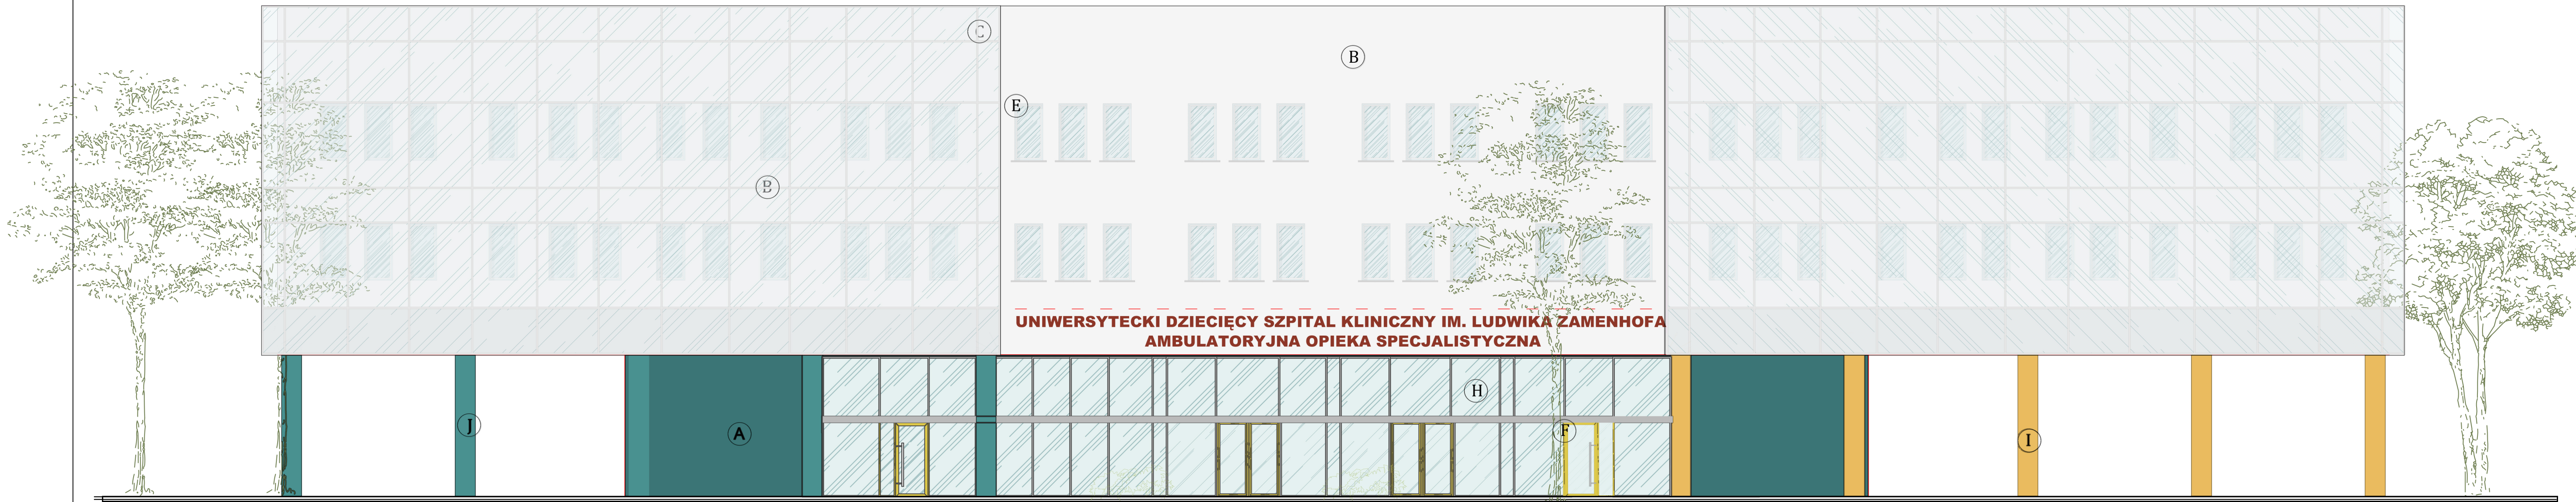 C
B
E
B
UNIWERSYTECKI DZIECIĘCY SZPITAL KLINICZNY IM. LUDWIKA ZAMENHOFA
AMBULATORYJNA OPIEKA SPECJALISTYCZNA
H
J
A
F
I